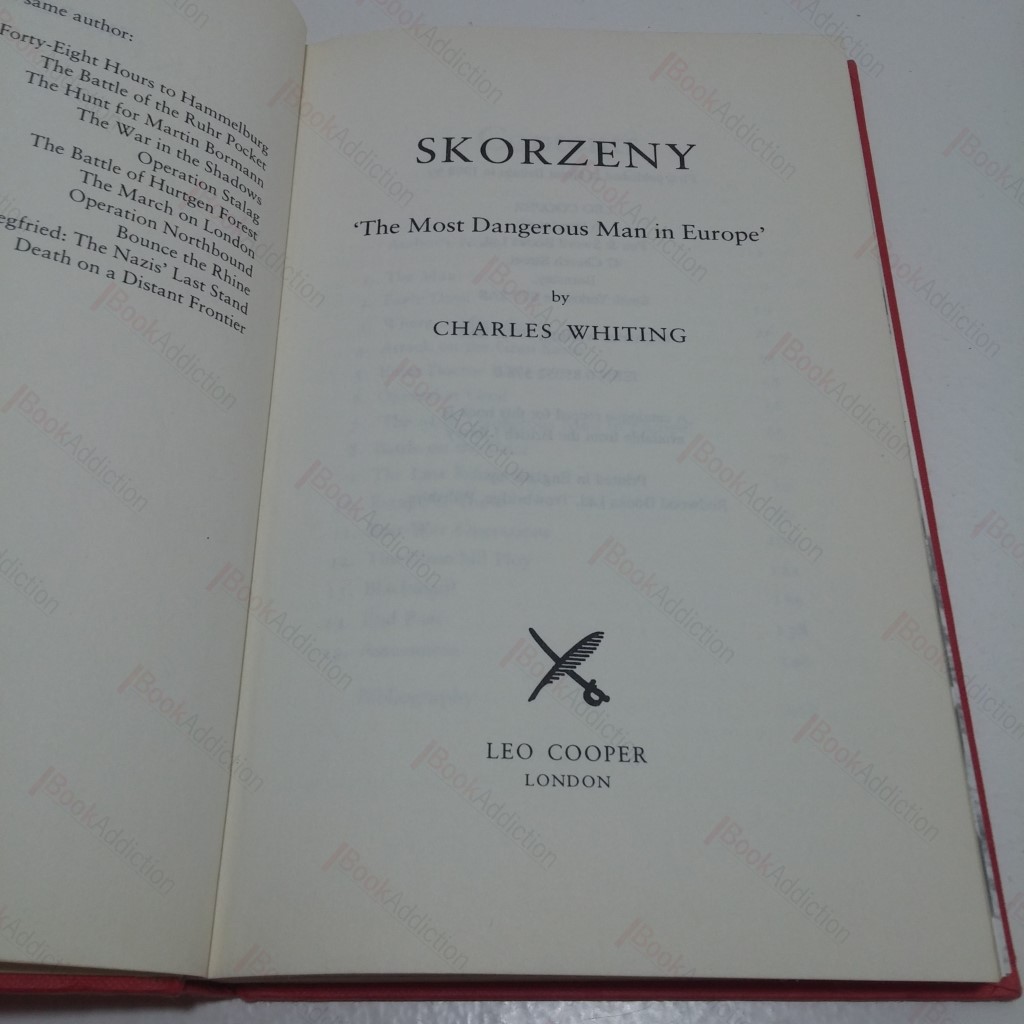 same author:
Forty-Eight Hours to Hammelburg
The Battle of the Ruhr Pocket
The Hunt for Martin Bormann
The War in the Shadows
Operation Stalag
The Battle of Hurtgen Forest
The March on London
Operation Northbound
Bounce the Rhine
egfried: The Nazis' Last Stand
Death on a Distant Frontier
SKORZENY
‘The Most Dangerous Man in Europe’
by
CHARLES WHITING
LEO COOPER
LONDON
BookAddiction